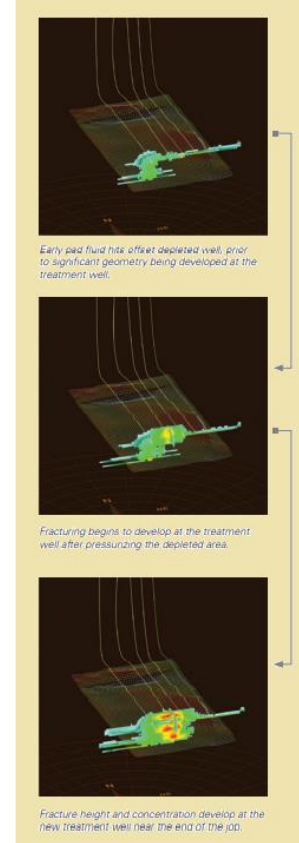 Early pad fluid hits offset depleted well, prior
to significant geometry being developed at the
treatment well.
Fracturing begins to develop at the treatment
well after pressurizing the depleted area.
Fracture height and concentration develop at the
new treatment well near the end of the job.